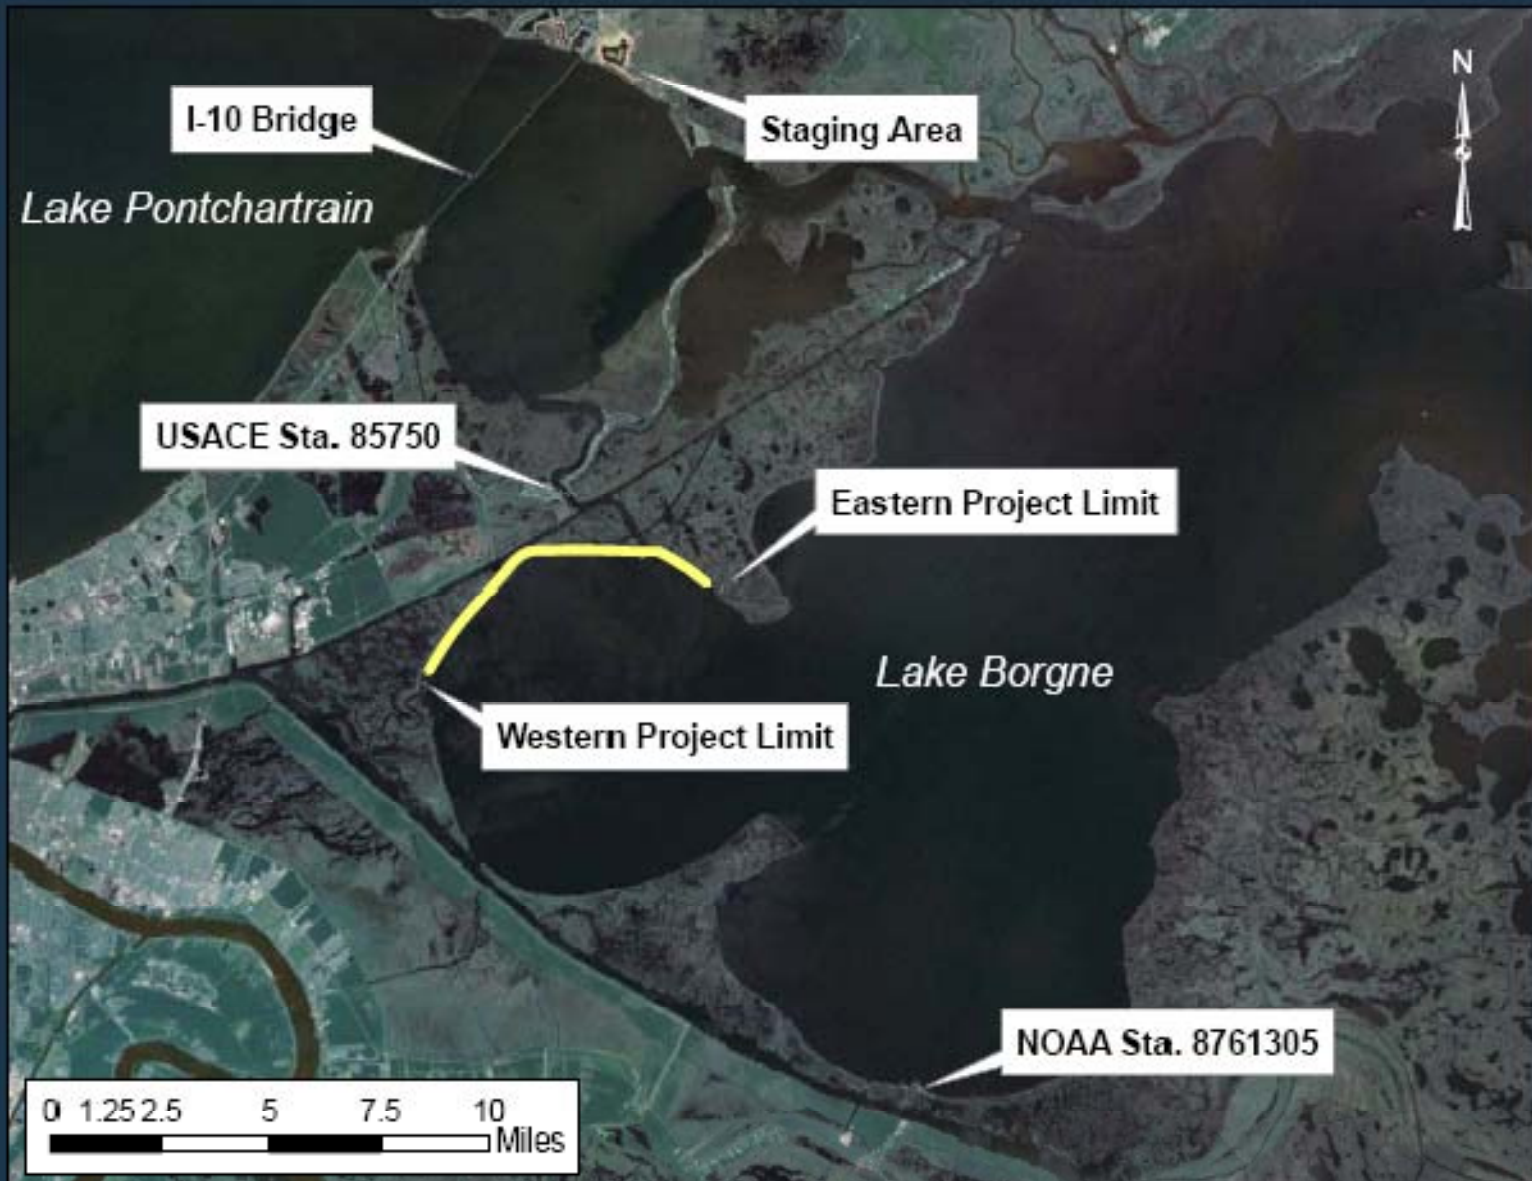 N
I-10 Bridge
Staging Area
Lake Pontchartrain
USACE Sta. 85750
Eastern Project Limit
Lake Borgne
Western Project Limit
NOAA Sta. 8761305
0 1.25 2.5 5 7.5 10
Miles